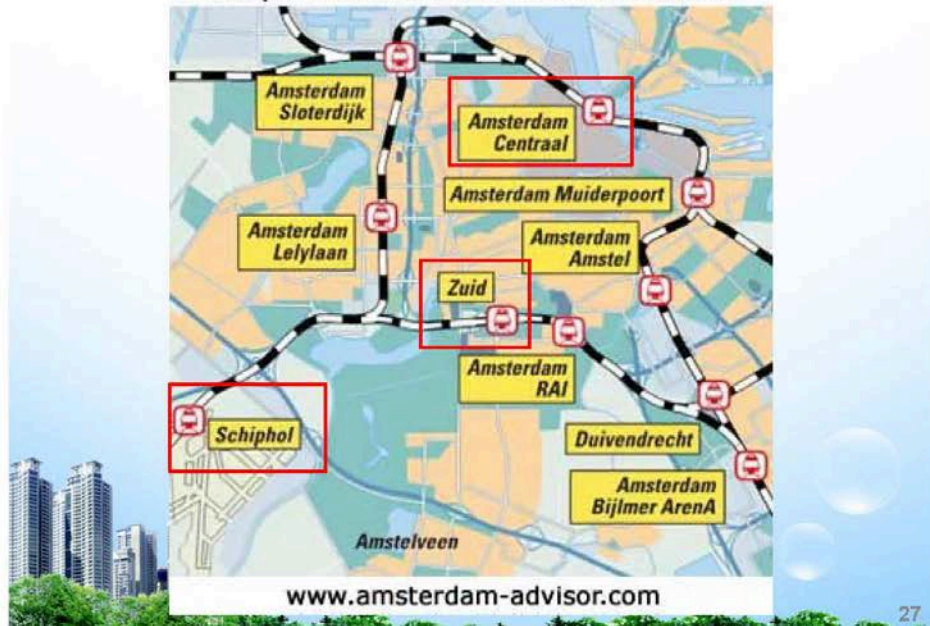 Amsterdam
Sloterdijk
Amsterdam
Centraal
Amsterdam Muiderpoort
Amsterdam
Lelylaan
Amsterdam
Amstel
Zuid
Amsterdam
RAI
Schiphol
Duivendrecht
Amsterdam
Bijlmer ArenA
Amstelveen
www.amsterdam-advisor.com
27